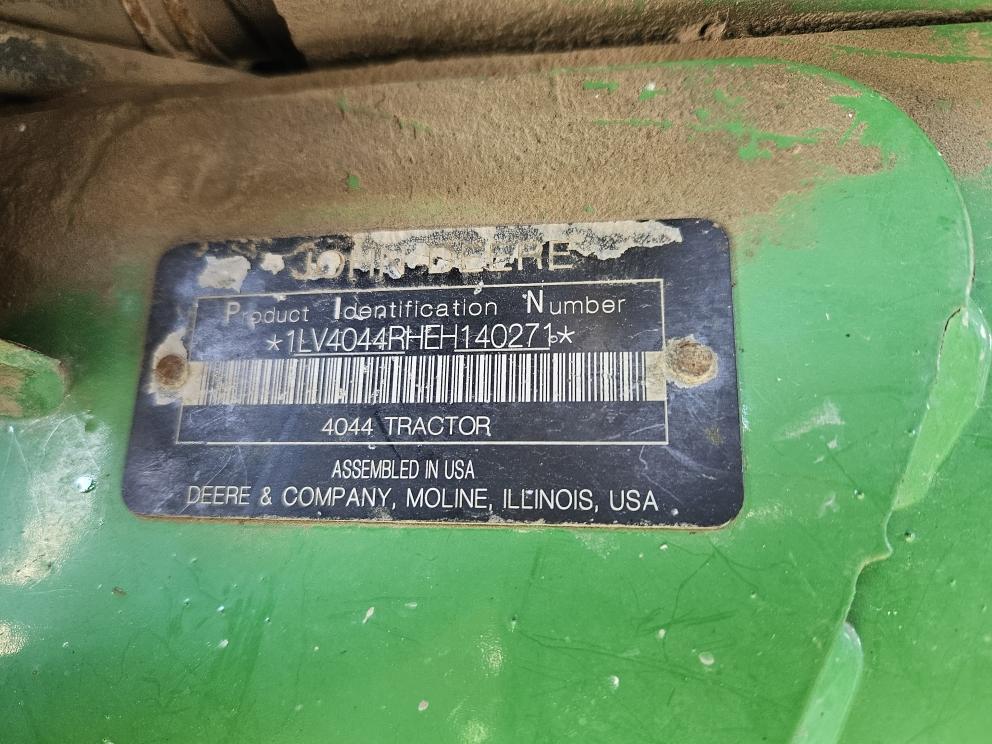 JOHN DEERE
Product Identification Number
*1LV4044RHEH140271*
4044 TRACTOR
ASSEMBLED IN USA
DEERE & COMPANY, MOLINE, ILLINOIS, USA